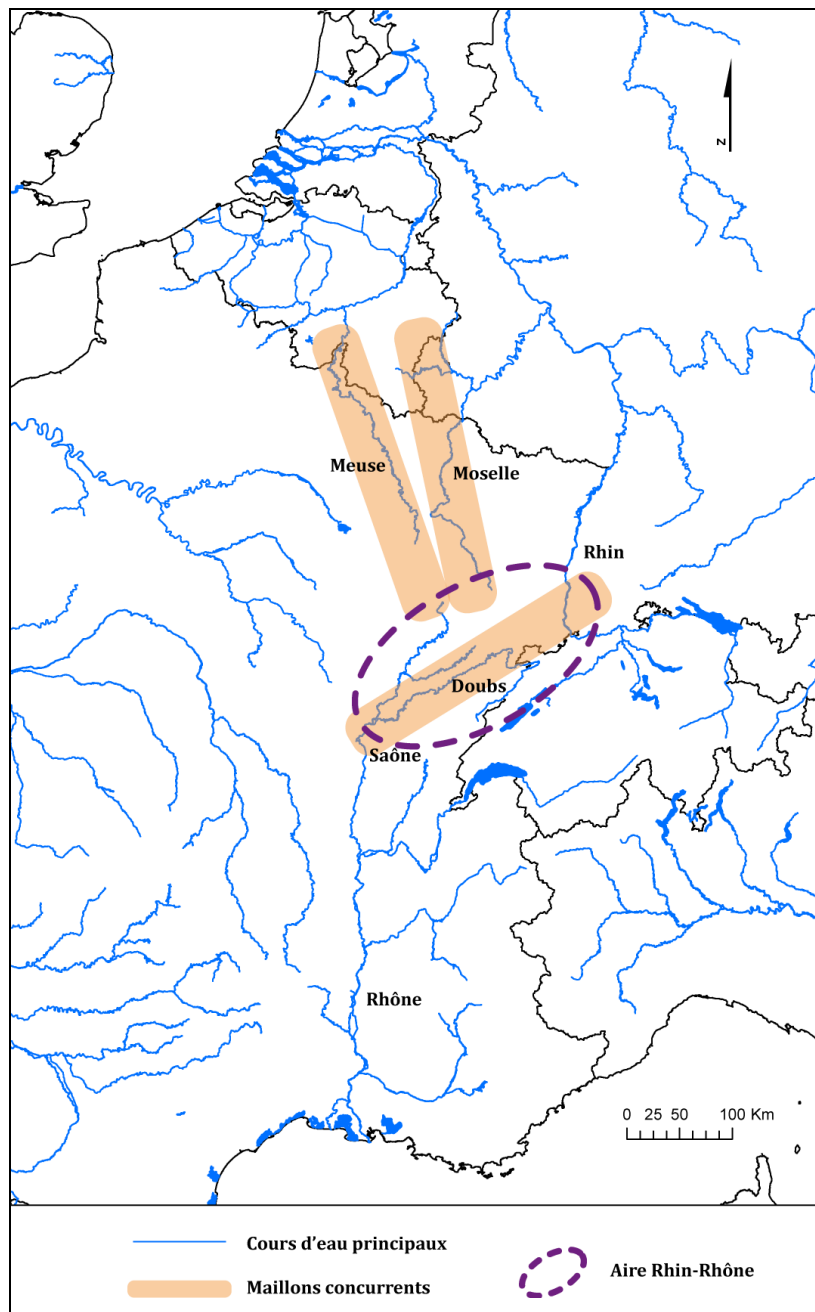 N
Meuse
Moselle
Rhin
Doubs
Saône
Rhône
0 25 50 100 Km
Cours d'eau principaux
Aire Rhin-Rhône
Maillons concurrents